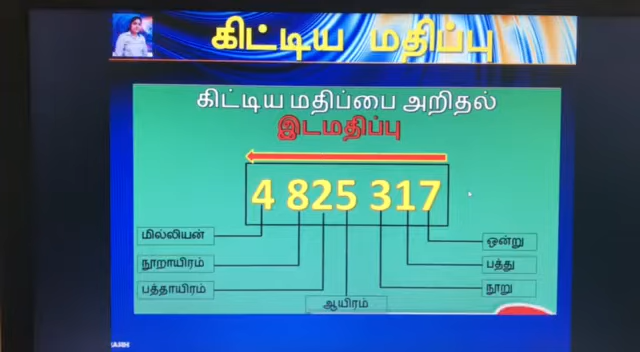 கிட்டிய மதிப்பு
கிட்டிய மதிப்பை அறிதல்
இடமதிப்பு
4 825 317
மில்லியன்
நூறாயிரம்
பத்தாயிரம்
ஆயிரம்
ஒன்று
பத்து
நூறு